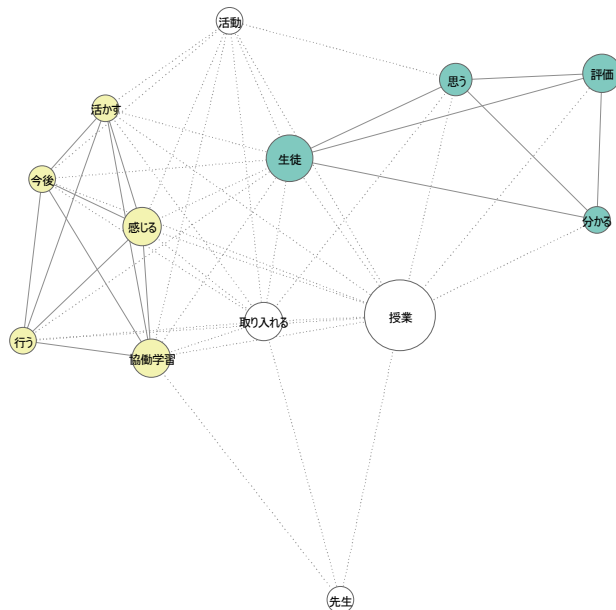 活動
思う
評価
活かす
生徒
今後
分かる
感じる
取り入れる
授業
行う
協働学習
先生